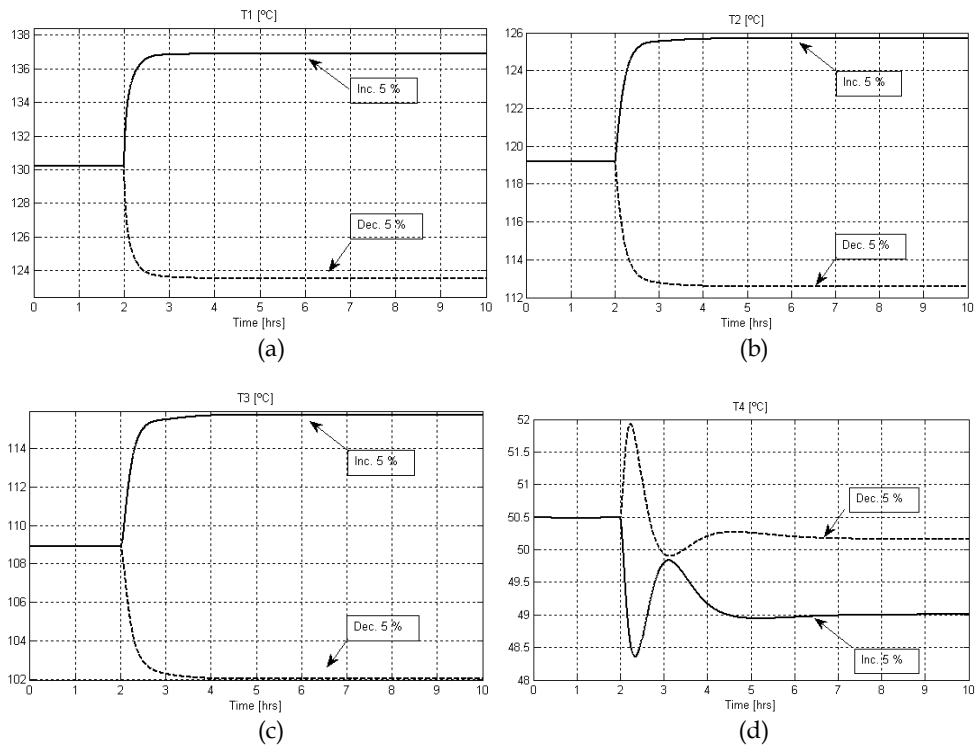 T1 [ºC]
138
136
134
132
130
128
126
124
Inc. 5 %
Dec. 5 %
0 1 2 3 4 5 6 7 8 9 10
Time [hrs]
(a)
T2 [ºC]
126
124
122
120
118
116
114
112
Inc. 5 %
Dec. 5 %
0 1 2 3 4 5 6 7 8 9 10
Time [hrs]
(b)
T3 [ºC]
114
112
110
108
106
104
102
Inc. 5 %
Dec. 5 %
0 1 2 3 4 5 6 7 8 9 10
Time [hrs]
(c)
T4 [ºC]
52
51.5
51
50.5
50
49.5
49
48.5
48
Dec. 5 %
Inc. 5 %
0 1 2 3 4 5 6 7 8 9 10
Time [hrs]
(d)